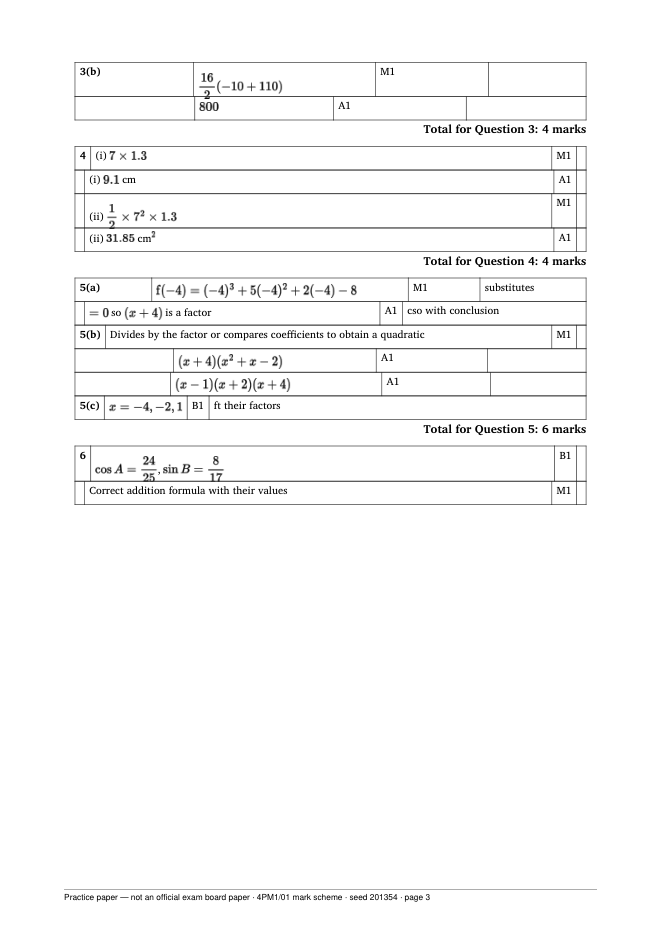 3(b) 16/2(−10 + 110) M1
800 A1
Total for Question 3: 4 marks
4 (i) 7 × 1.3 M1
(i) 9.1 cm A1
(ii) 1/2 × 7² × 1.3 M1
(ii) 31.85 cm² A1
Total for Question 4: 4 marks
5(a) f(−4) = (−4)³ + 5(−4)² + 2(−4) − 8 M1 substitutes
= 0 so (x + 4) is a factor A1 cso with conclusion
5(b) Divides by the factor or compares coefficients to obtain a quadratic M1
(x + 4)(x² + x − 2) A1
(x − 1)(x + 2)(x + 4) A1
5(c) x = −4, −2, 1 B1 ft their factors
Total for Question 5: 6 marks
6 cos A = 24/25, sin B = 8/17 B1
Correct addition formula with their values M1
Practice paper — not an official exam board paper · 4PM1/01 mark scheme · seed 201354 · page 3